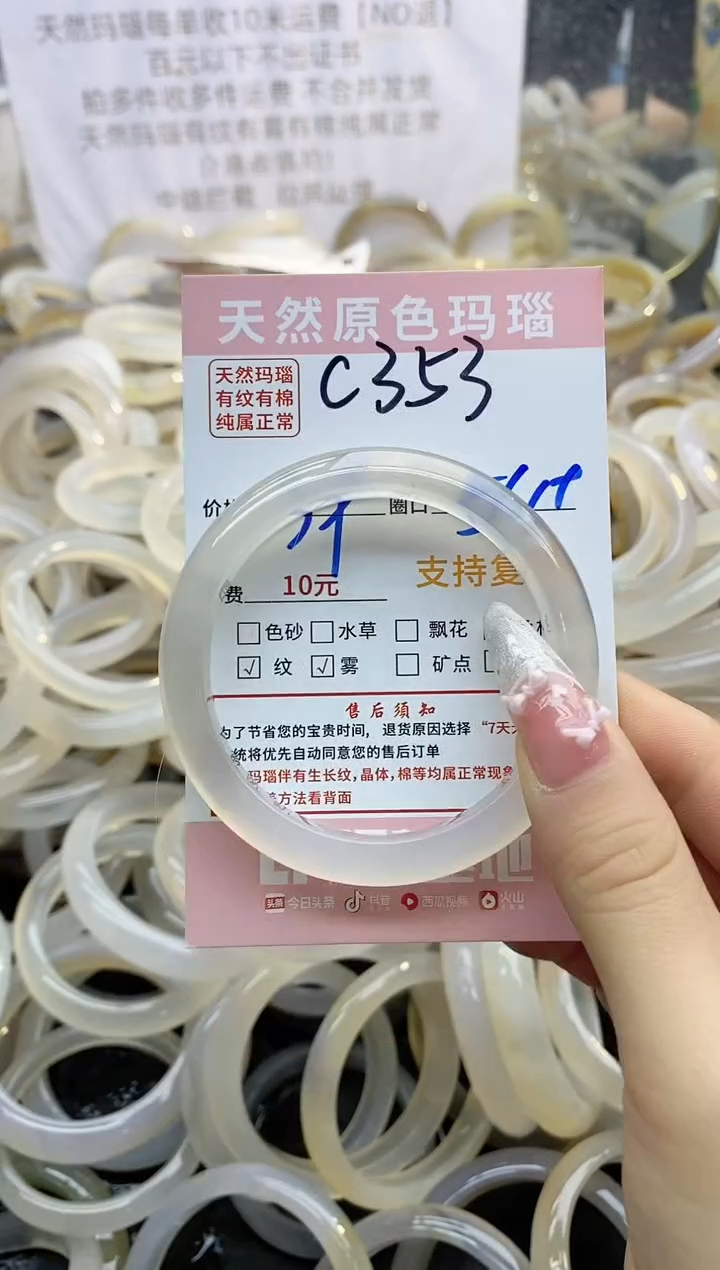 天然玛瑙每单收10米运费【NO退】
百元以下不出证书
拍多件收多件运费 不合并发货
天然玛瑙有纹有雾有棉纯属正常
天然原色玛瑙
天然玛瑙
有纹有棉
纯属正常
C353
圈口
费 10元
支持复
□色砂 □水草 □飘花
☑纹 ☑雾 □矿点
售后须知
为了节省您的宝贵时间，退货原因选择 “7天
统将优先自动同意您的售后订单
玛瑙伴有生长纹,晶体,棉等均属正常现象
方法看背面
头条 今日头条 抖音 西瓜视频 火山